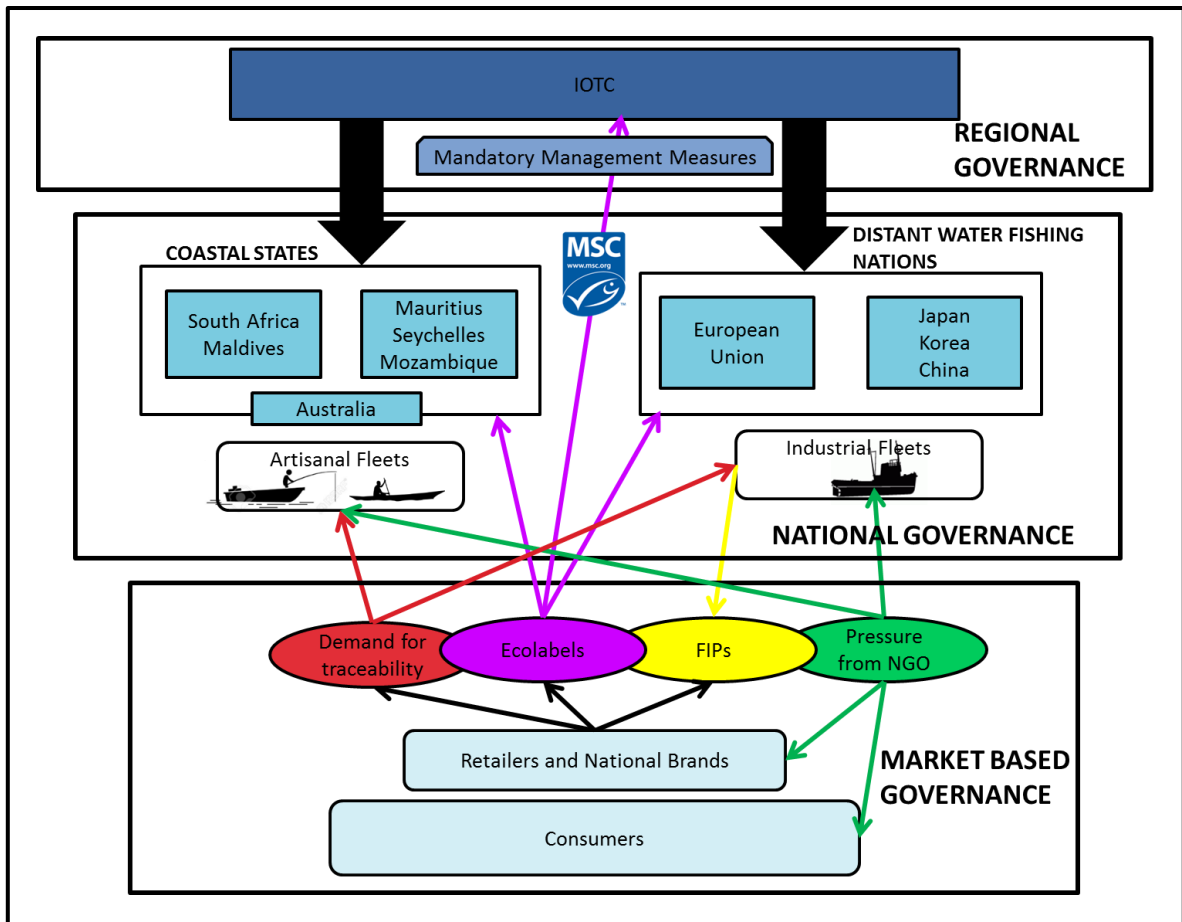 IOTC
Mandatory Management Measures
REGIONAL
GOVERNANCE
COASTAL STATES
MSC
www.msc.org
TM
DISTANT WATER FISHING
NATIONS
South Africa
Maldives
Mauritius
Seychelles
Mozambique
Australia
European
Union
Japan
Korea
China
Artisanal Fleets
Industrial Fleets
NATIONAL GOVERNANCE
Demand for
traceability
Ecolabels
FIPs
Pressure
from NGO
Retailers and National Brands
MARKET BASED
GOVERNANCE
Consumers